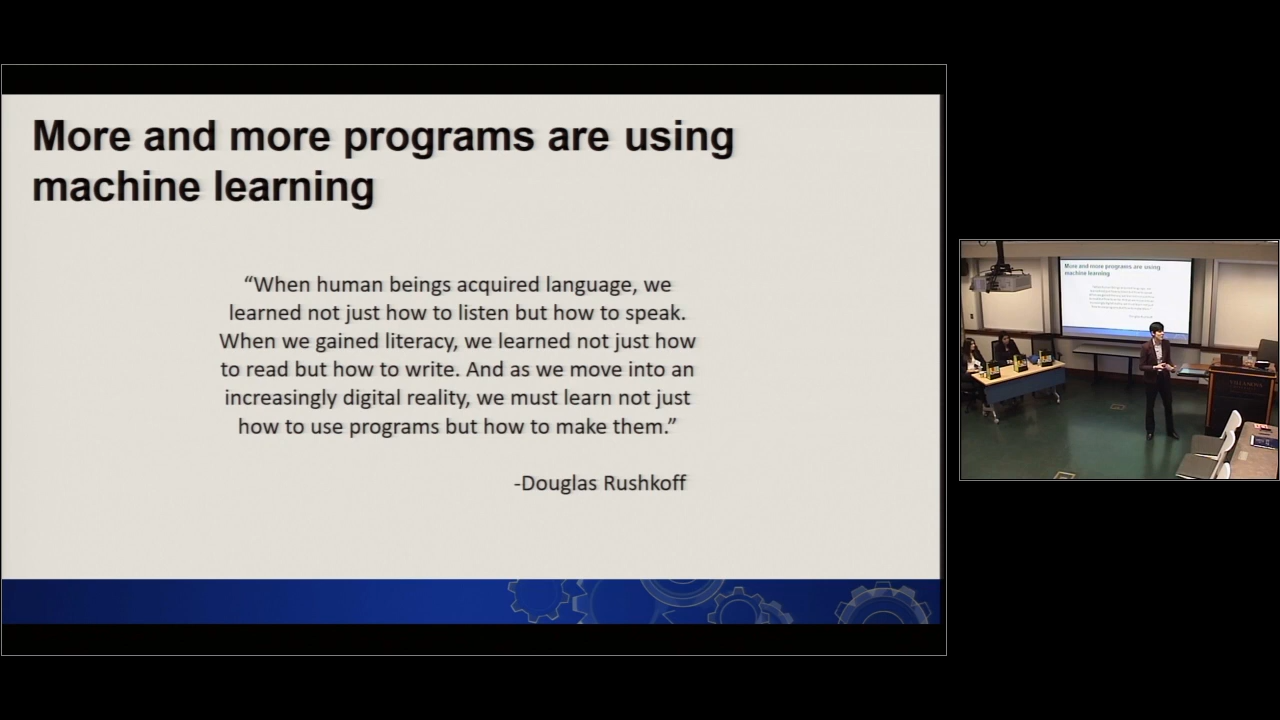 More and more programs are using
machine learning
“When human beings acquired language, we
learned not just how to listen but how to speak.
When we gained literacy, we learned not just how
to read but how to write. And as we move into an
increasingly digital reality, we must learn not just
how to use programs but how to make them.”
-Douglas Rushkoff
More and more programs are using
machine learning
VILLANOVA